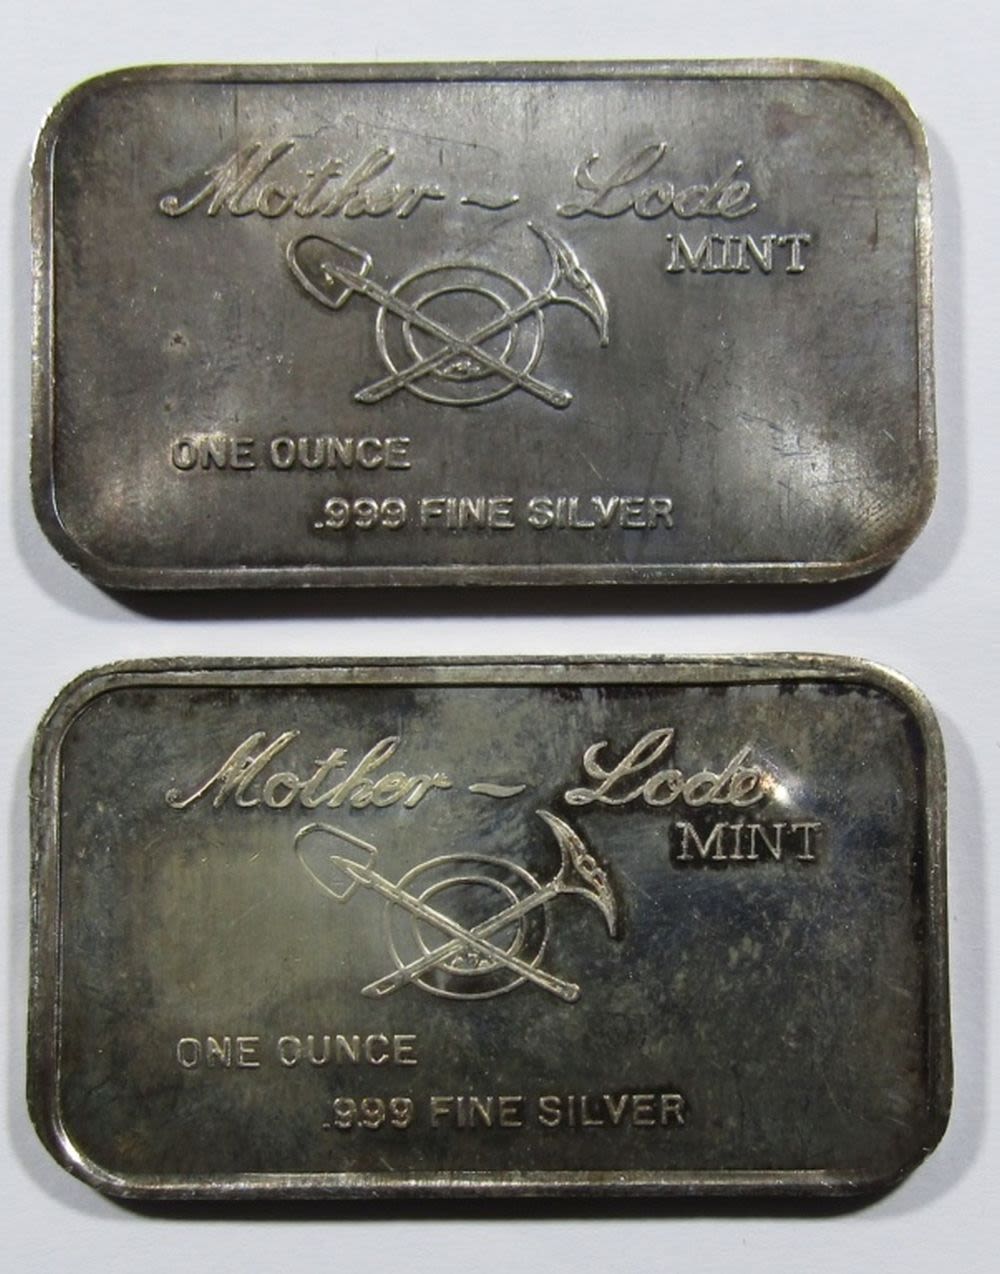 Mother ~ Lode
MINT
ONE OUNCE
.999 FINE SILVER
Mother ~ Lode
MINT
ONE OUNCE
.999 FINE SILVER